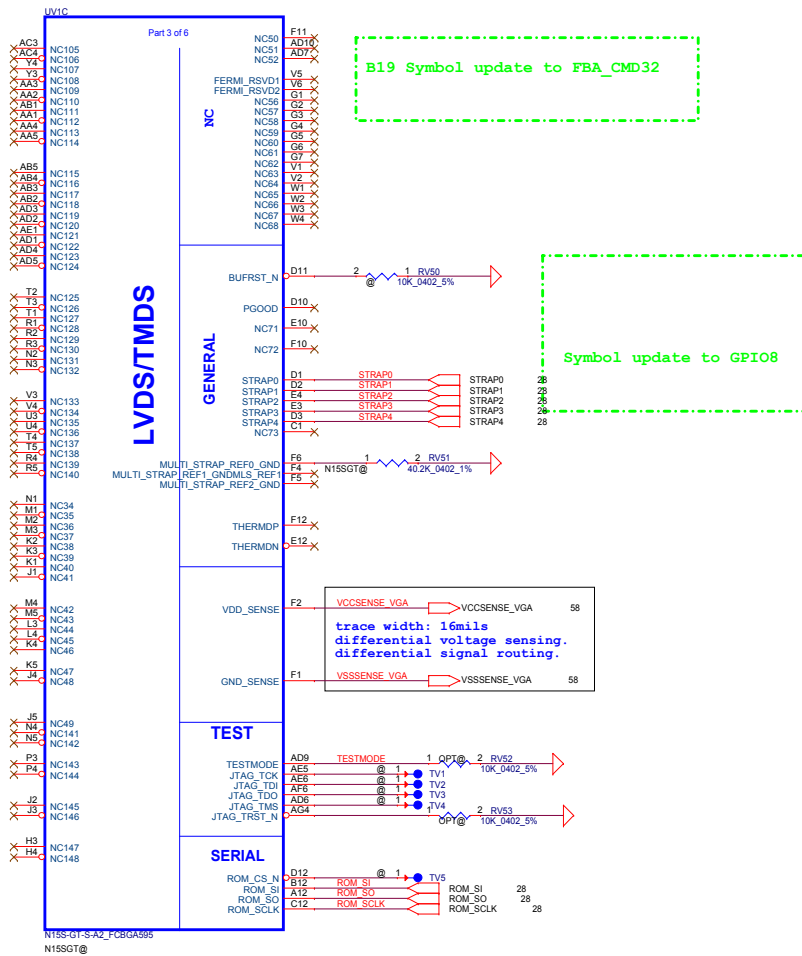 UV1C
Part 3 of 6
AC3 NC105
AC4 NC106
Y4 NC107
Y3 NC108
AA3 NC109
AA2 NC110
AB1 NC111
AA1 NC112
AA4 NC113
AA5 NC114
AB5 NC115
AB4 NC116
AB3 NC117
AB2 NC118
AD3 NC119
AD2 NC120
AE1 NC121
AD1 NC122
AD4 NC123
AD5 NC124
T2 NC125
T3 NC126
T1 NC127
R1 NC128
R2 NC129
R3 NC130
N2 NC131
N3 NC132
V3 NC133
V4 NC134
U3 NC135
U4 NC136
T4 NC137
T5 NC138
R4 NC139
R5 NC140
N1 NC34
M1 NC35
M2 NC36
M3 NC37
K2 NC38
K3 NC39
K1 NC40
J1 NC41
M4 NC42
M5 NC43
L3 NC44
L4 NC45
K4 NC46
K5 NC47
J4 NC48
J5 NC49
N4 NC141
N5 NC142
P3 NC143
P4 NC144
J2 NC145
J3 NC146
H3 NC147
H4 NC148
LVDS/TMDS
NC
NC50 F11
NC51 AD10
NC52 AD7
FERMI_RSVD1 V5
FERMI_RSVD2 V6
NC56 G1
NC57 G2
NC58 G3
NC59 G4
NC60 G5
NC61 G6
NC62 G7
NC63 V1
NC64 V2
NC65 W1
NC66 W2
NC67 W3
NC68 W4
GENERAL
BUFRST_N D11 2 @ 1 RV50 10K_0402_5%
PGOOD D10
NC71 E10
NC72 F10
STRAP0 D1 STRAP0 STRAP0 28
STRAP1 D2 STRAP1 STRAP1 28
STRAP2 E4 STRAP2 STRAP2 28
STRAP3 E3 STRAP3 STRAP3 28
STRAP4 D3 STRAP4 STRAP4 28
NC73 C1
MULTI_STRAP_REF0_GND F6 N15SGT@ 1 2 RV51 40.2K_0402_1%
MULTI_STRAP_REF1_GNDMLS_REF1 F4
MULTI_STRAP_REF2_GND F5
THERMDP F12
THERMDN E12
VDD_SENSE F2 VCCSENSE_VGA VCCSENSE_VGA 58
trace width: 16mils
differential voltage sensing.
differential signal routing.
GND_SENSE F1 VSSSENSE_VGA VSSSENSE_VGA 58
TEST
TESTMODE AD9 TESTMODE 1 OPT@ 2 RV52 10K_0402_5%
JTAG_TCK AE5 @ 1 TV1
JTAG_TDI AE6 @ 1 TV2
JTAG_TDO AF6 @ 1 TV3
JTAG_TMS AD6 @ 1 TV4
JTAG_TRST_N AG4 1 OPT@ 2 RV53 10K_0402_5%
SERIAL
ROM_CS_N D12 @ 1 TV5
ROM_SI B12 ROM_SI ROM_SI 28
ROM_SO A12 ROM_SO ROM_SO 28
ROM_SCLK C12 ROM_SCLK ROM_SCLK 28
N15S-GT-S-A2_FCBGA595
N15SGT@
B19 Symbol update to FBA_CMD32
Symbol update to GPIO8